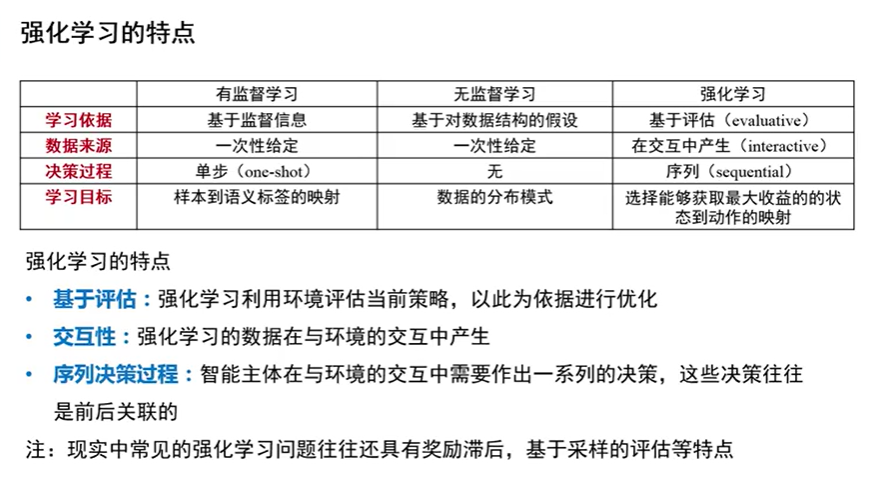 强化学习的特点
有监督学习 无监督学习 强化学习
学习依据 基于监督信息 基于对数据结构的假设 基于评估（evaluative）
数据来源 一次性给定 一次性给定 在交互中产生（interactive）
决策过程 单步（one-shot） 无 序列（sequential）
学习目标 样本到语义标签的映射 数据的分布模式 选择能够获取最大收益的的状
态到动作的映射
强化学习的特点
• 基于评估：强化学习利用环境评估当前策略，以此为依据进行优化
• 交互性：强化学习的数据在与环境的交互中产生
• 序列决策过程：智能主体在与环境的交互中需要作出一系列的决策，这些决策往往
是前后关联的
注：现实中常见的强化学习问题往往还具有奖励滞后，基于采样的评估等特点